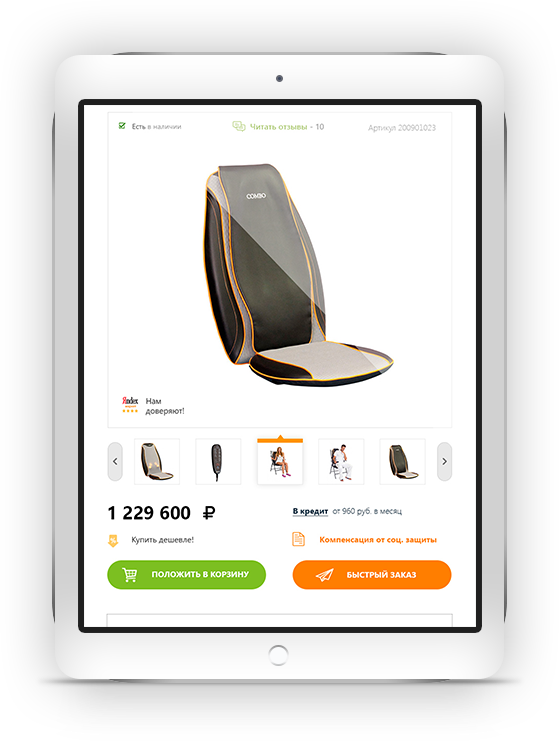 Есть в наличии
Читать отзывы - 10
Артикул 200901023
COMBO
Яndex
Нам
доверяют!
1 229 600 ₽
В кредит от 960 руб. в месяц
Купить дешевле!
Компенсация от соц. защиты
ПОЛОЖИТЬ В КОРЗИНУ
БЫСТРЫЙ ЗАКАЗ